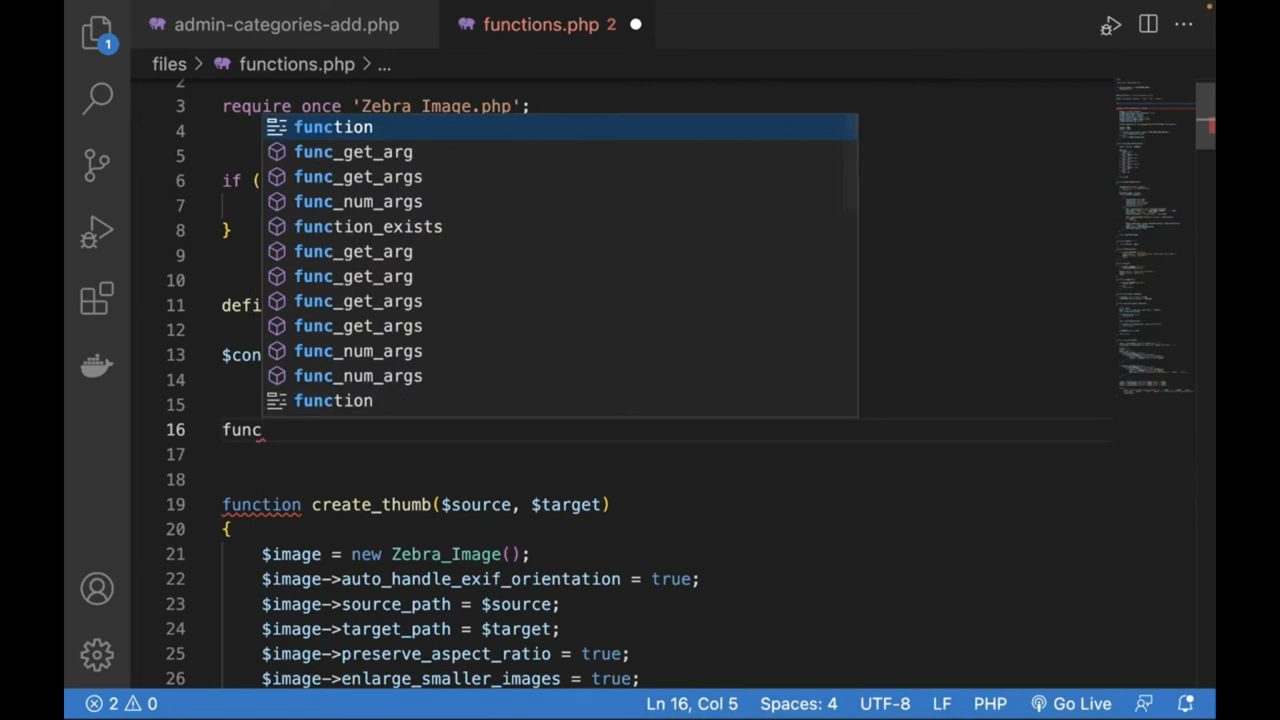 admin-categories-add.php
functions.php 2
1
files > functions.php > ...
2
3 require_once 'Zebra_Image.php';
function
4
func_get_arg
5
func_get_args
6 if (
func_num_args
7
function_exists
8 }
func_get_arg
9
func_get_arg
10
func_get_args
11 defi
func_get_args
12
func_num_args
13 $con
func_num_args
14
function
15
16 func
17
18
19 function create_thumb($source, $target)
20 {
21 $image = new Zebra_Image();
22 $image->auto_handle_exif_orientation = true;
23 $image->source_path = $source;
24 $image->target_path = $target;
25 $image->preserve_aspect_ratio = true;
26 $image->enlarge_smaller_images = true;
2 0 Ln 16, Col 5 Spaces: 4 UTF-8 LF PHP Go Live